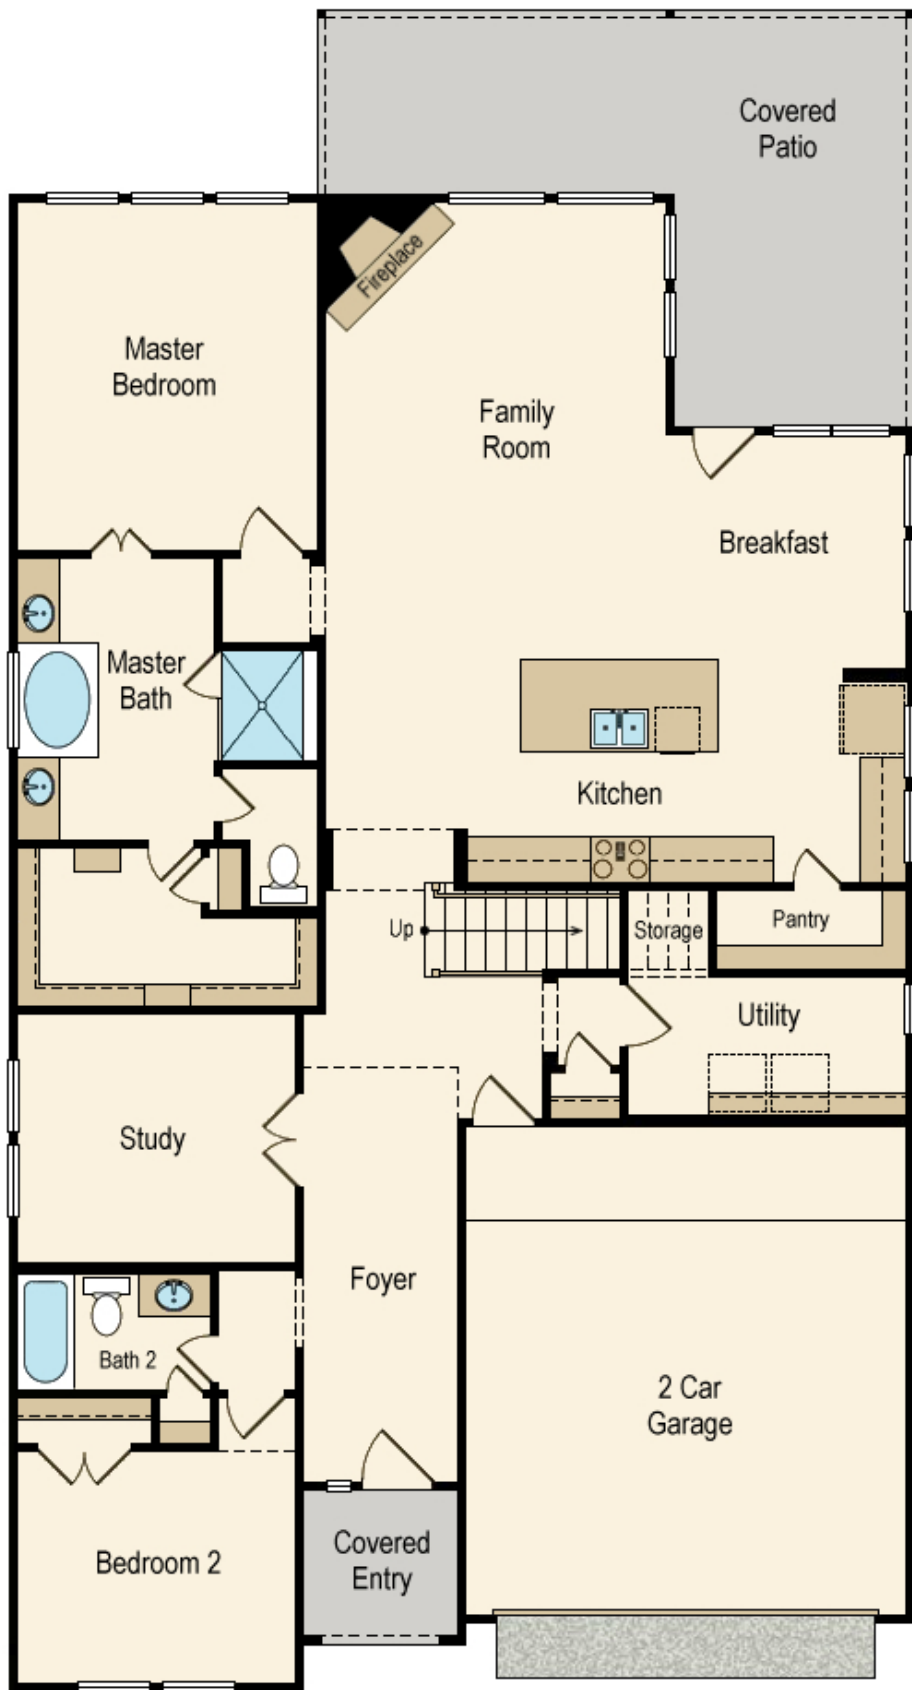 Covered
Patio
Fireplace
Master
Bedroom
Family
Room
Breakfast
Master
Bath
Kitchen
Up
Storage
Pantry
Utility
Study
Foyer
Bath 2
2 Car
Garage
Covered
Entry
Bedroom 2